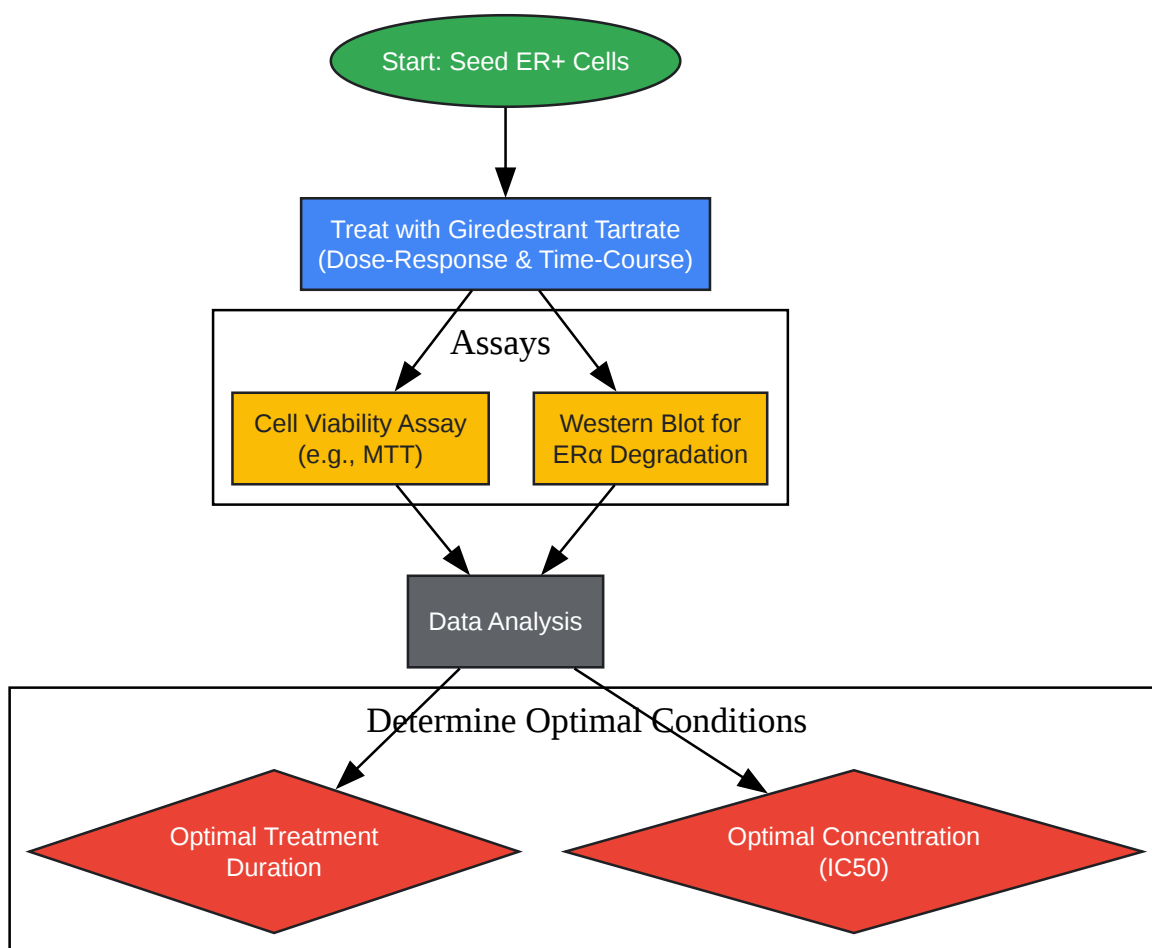 Start: Seed ER+ Cells
Treat with Giredestrant Tartrate
(Dose-Response & Time-Course)
Assays
Cell Viability Assay
(e.g., MTT)
Western Blot for
ERα Degradation
Data Analysis
Determine Optimal Conditions
Optimal Treatment
Duration
Optimal Concentration
(IC50)